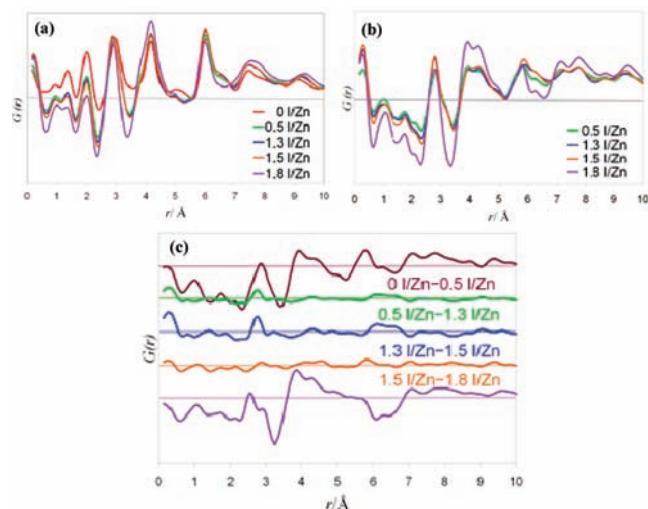 (a)
G(r)
0 I/Zn
0.5 I/Zn
1.3 I/Zn
1.5 I/Zn
1.8 I/Zn
0 1 2 3 4 5 6 7 8 9 10
r/ Å
(b)
G(r)
0.5 I/Zn
1.3 I/Zn
1.5 I/Zn
1.8 I/Zn
0 1 2 3 4 5 6 7 8 9 10
r/ Å
(c)
G(r)
0 I/Zn−0.5 I/Zn
0.5 I/Zn−1.3 I/Zn
1.3 I/Zn−1.5 I/Zn
1.5 I/Zn−1.8 I/Zn
0 1 2 3 4 5 6 7 8 9 10
r/ Å